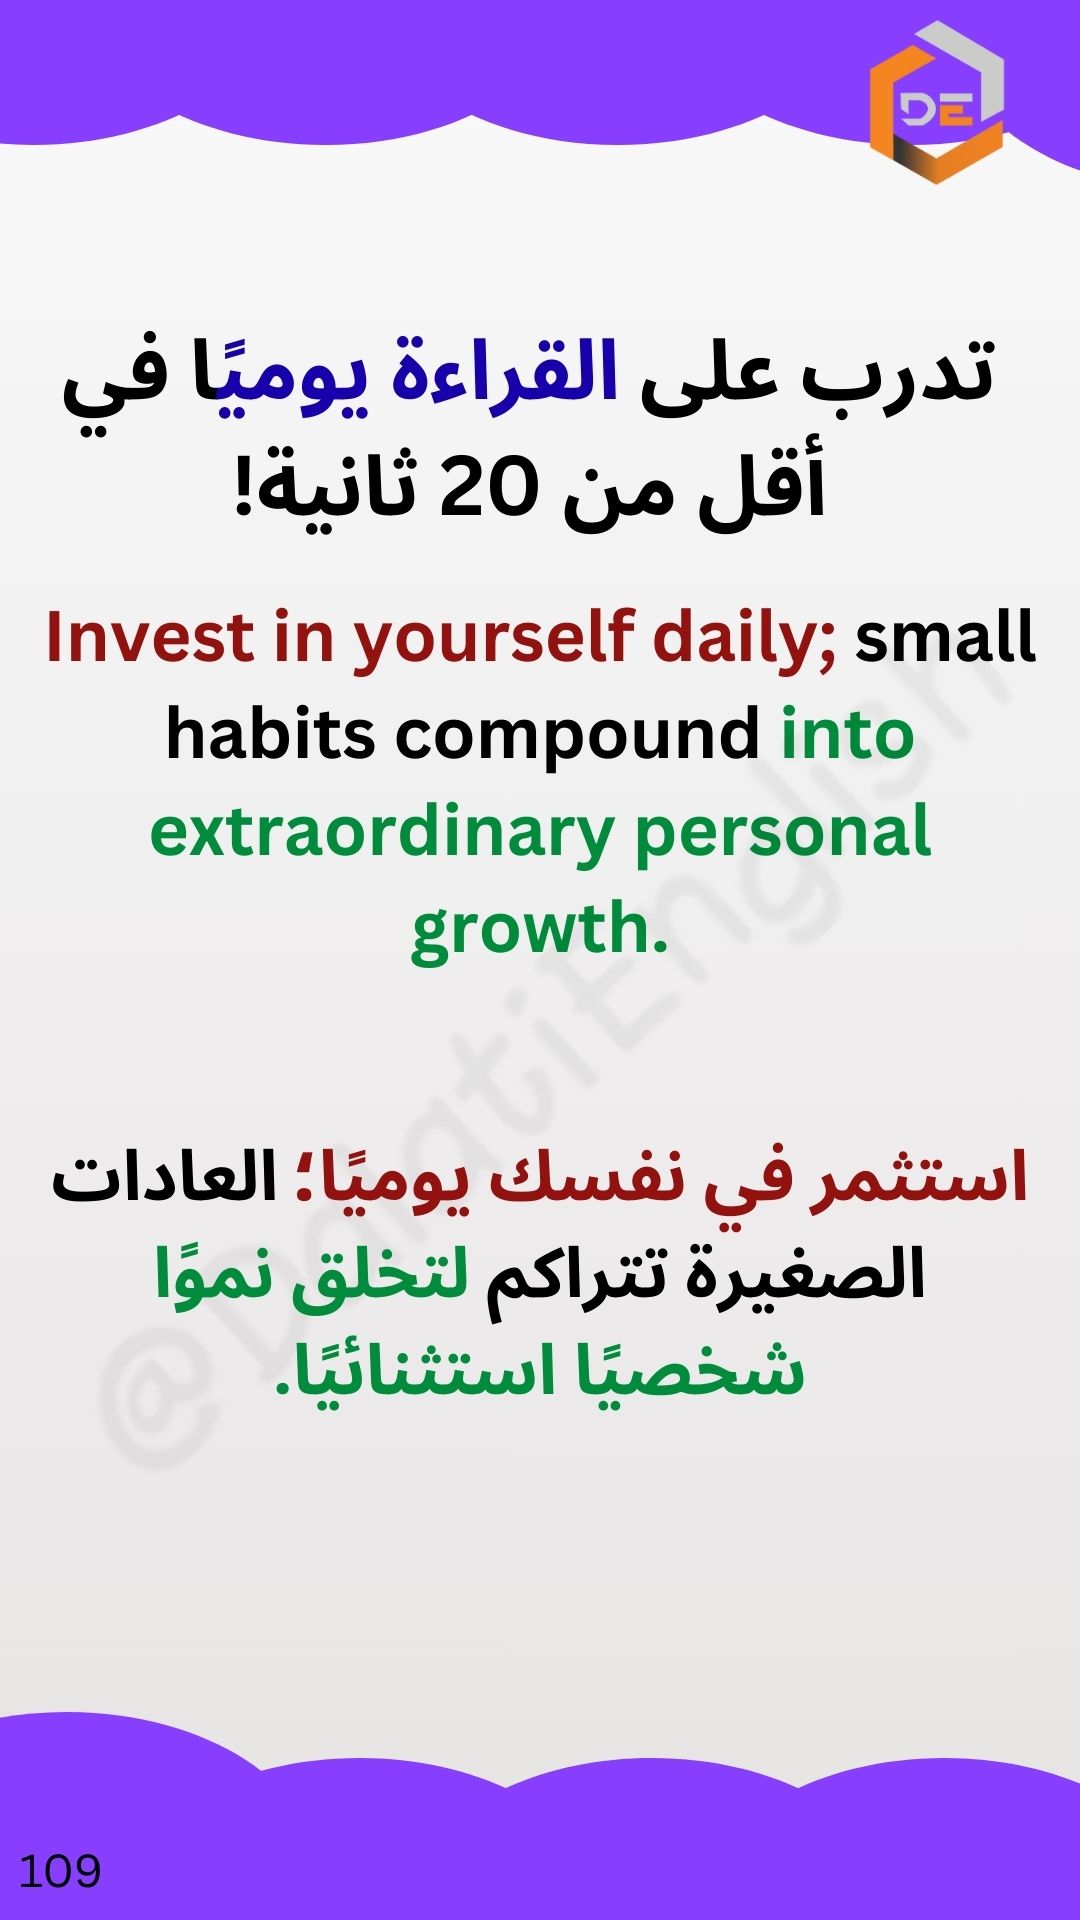 DE
تدرب على القراءة يوميًا في
أقل من 20 ثانية!
Invest in yourself daily; small
habits compound into
extraordinary personal
growth.
استثمر في نفسك يوميًا؛ العادات
الصغيرة تتراكم لتخلق نموًا
شخصيًا استثنائيًا.
@DalatiEnglish
109